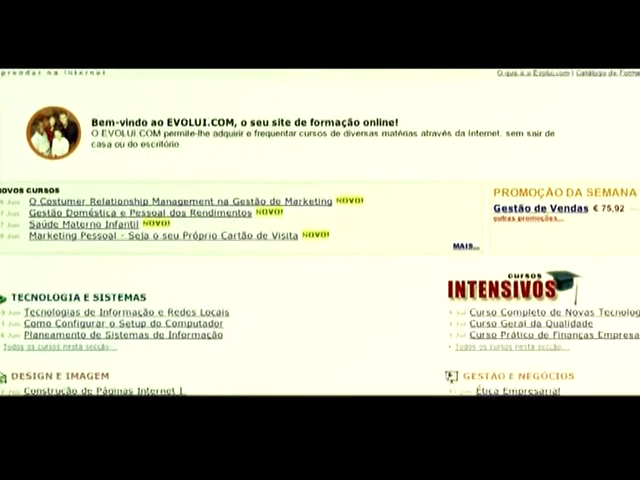 O que é o Evolui.com | Catálogo de Forma
Bem-vindo ao EVOLUI.COM, o seu site de formação online!
O EVOLUI.COM permite-lhe adquirir e frequentar cursos de diversas matérias através da Internet, sem sair de
casa ou do escritório.
NOVOS CURSOS
O Costumer Relationship Management na Gestão de Marketing NOVO!
Gestão Doméstica e Pessoal dos Rendimentos NOVO!
Saúde Materno Infantil NOVO!
Marketing Pessoal - Seja o seu Próprio Cartão de Visita NOVO!
MAIS...
PROMOÇÃO DA SEMANA
Gestão de Vendas € 75,92
outras promoções...
TECNOLOGIA E SISTEMAS
Tecnologias de Informação e Redes Locais
Como Configurar o Setup do Computador
Planeamento de Sistemas de Informação
Todos os cursos nesta secção...
CURSOS
INTENSIVOS
Curso Completo de Novas Tecnolog
Curso Geral da Qualidade
Curso Prático de Finanças Empresa
Todos os cursos nesta secção...
DESIGN E IMAGEM
Construção de Páginas Internet I
GESTÃO E NEGÓCIOS
Ética Empresarial